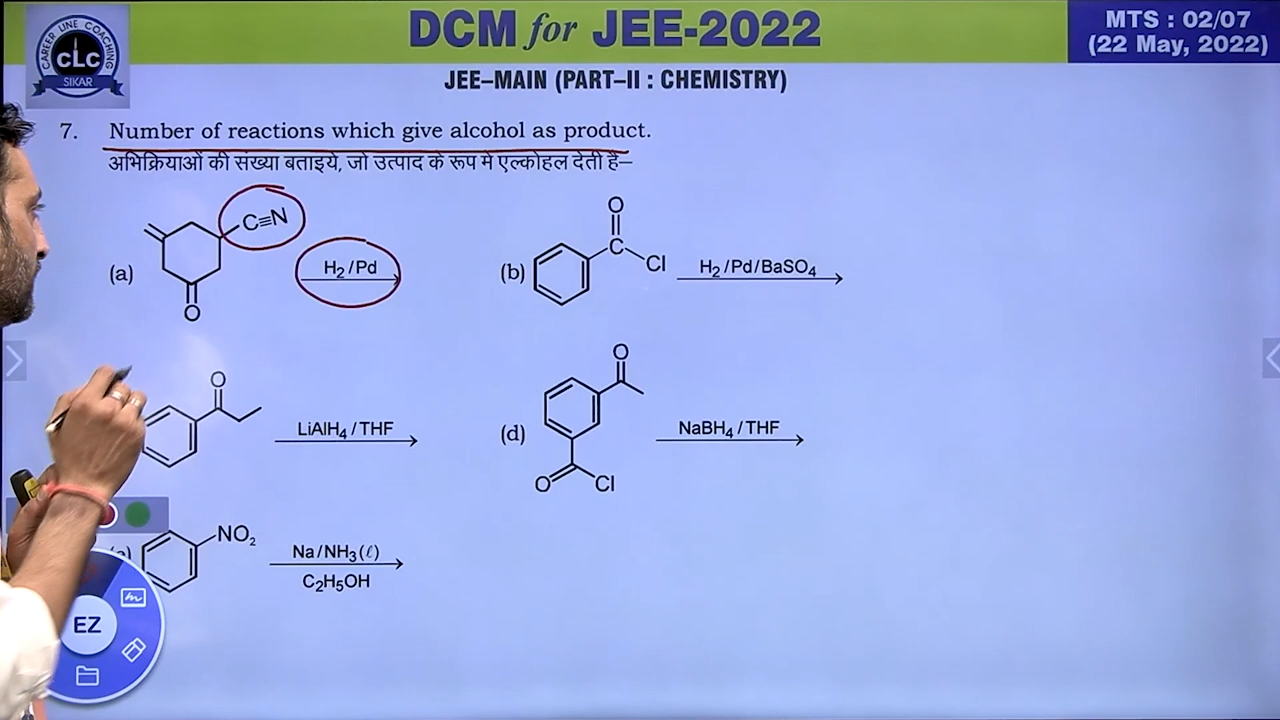 CAREER LINE COACHING
CLC
SIKAR
DCM for JEE-2022
MTS : 02/07
(22 May, 2022)
JEE–MAIN (PART–II : CHEMISTRY)
7. Number of reactions which give alcohol as product.
अभिक्रियाओं की संख्या बताइये, जो उत्पाद के रूप में एल्कोहल देती है–
(a) C≡N O H₂/Pd
(b) O C Cl H₂/Pd/BaSO₄
O LiAlH₄/THF
(d) O O Cl NaBH₄/THF
NO₂ Na/NH₃(ℓ)
C₂H₅OH
EZ